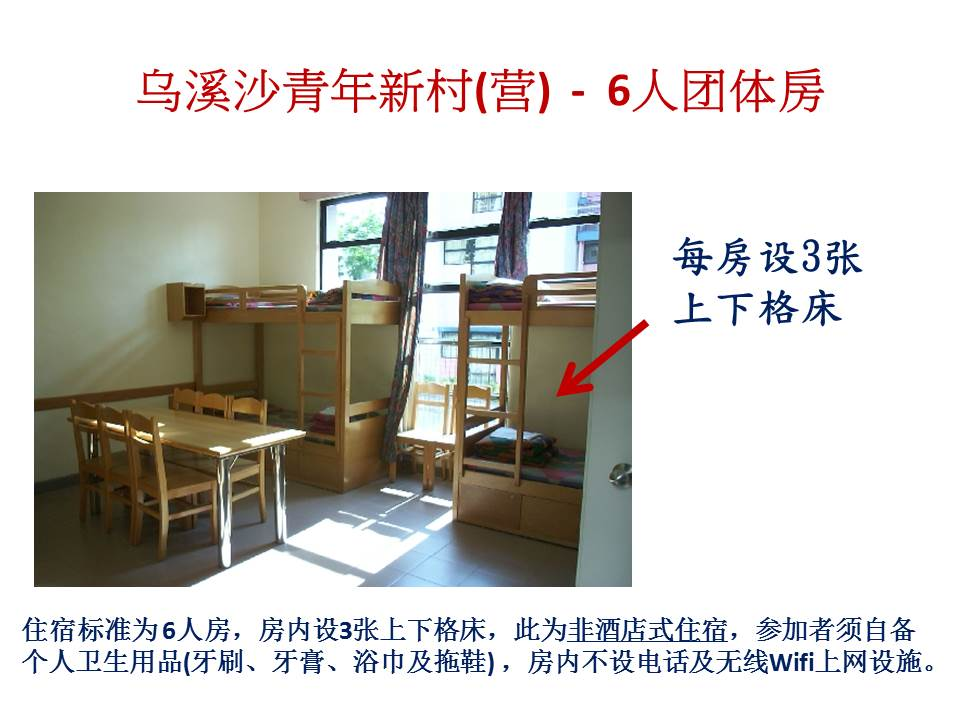 乌溪沙青年新村(营) - 6人团体房
每房设3张
上下格床
住宿标准为6人房，房内设3张上下格床，此为非酒店式住宿，参加者须自备
个人卫生用品(牙刷、牙膏、浴巾及拖鞋)，房内不设电话及无线Wifi上网设施。